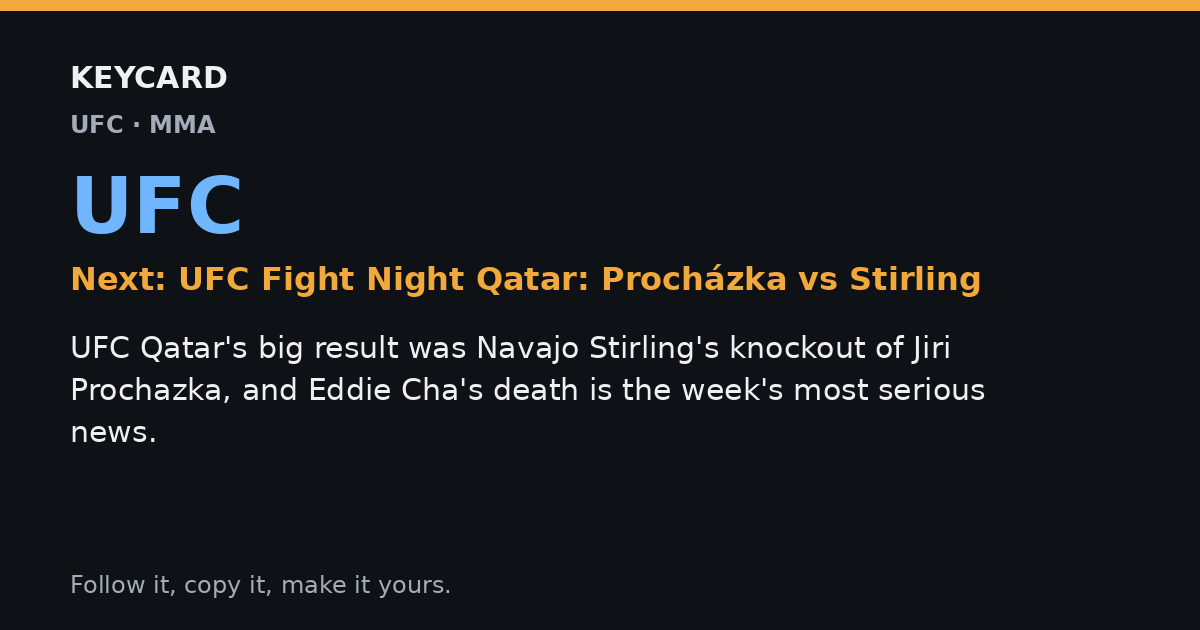 KEYCARD
UFC · MMA
UFC
Next: UFC Fight Night Qatar: Procházka vs Stirling
UFC Qatar's big result was Navajo Stirling's knockout of Jiri
Prochazka, and Eddie Cha's death is the week's most serious
news.
Follow it, copy it, make it yours.